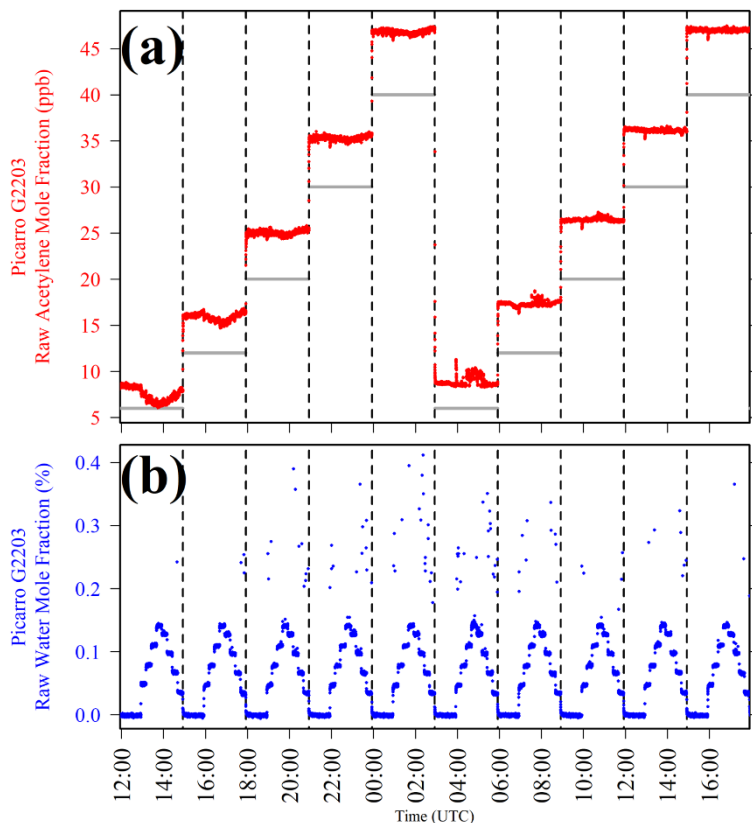 (a)
Picarro G2203
Raw Acetylene Mole Fraction (ppb)
45
40
35
30
25
20
15
10
5
(b)
Picarro G2203
Raw Water Mole Fraction (%)
0.4
0.3
0.2
0.1
0.0
12:00 14:00 16:00 18:00 20:00 22:00 00:00 02:00 04:00 06:00 08:00 10:00 12:00 14:00 16:00
Time (UTC)